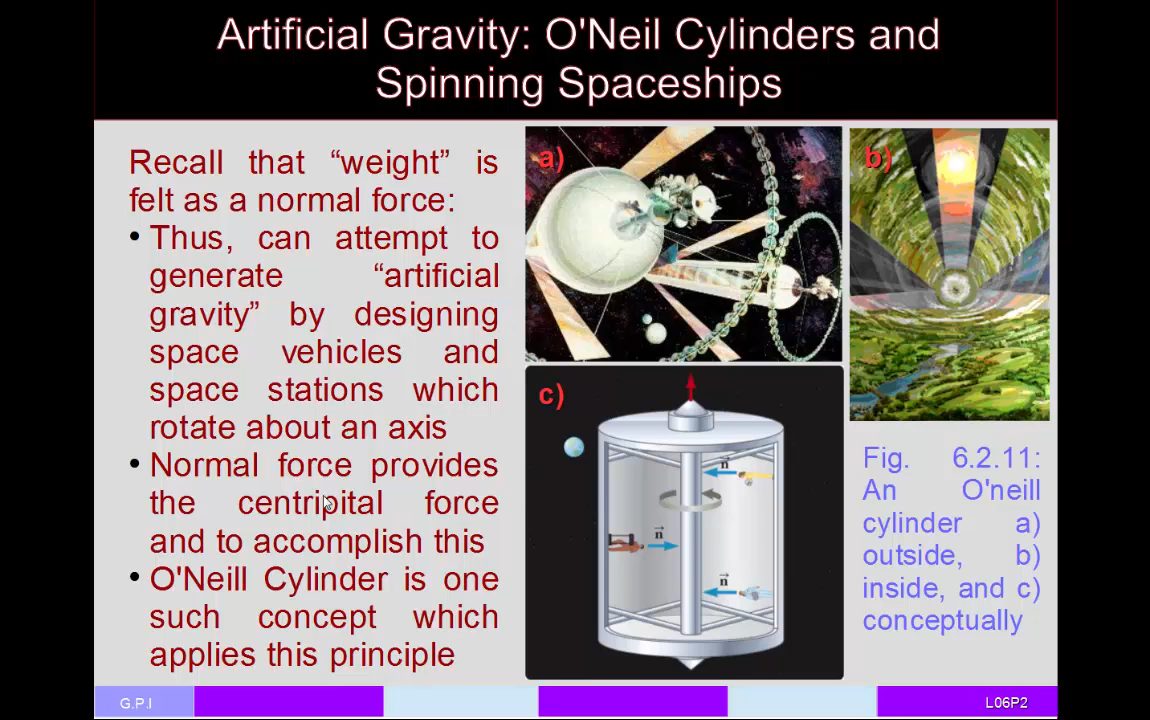 Artificial Gravity: O'Neil Cylinders and
Spinning Spaceships
Recall that “weight” is
felt as a normal force:
• Thus, can attempt to
generate “artificial
gravity” by designing
space vehicles and
space stations which
rotate about an axis
• Normal force provides
the centripital force
and to accomplish this
• O'Neill Cylinder is one
such concept which
applies this principle
a)
b)
c)
n
n
n
Fig. 6.2.11:
An O'neill
cylinder a)
outside, b)
inside, and c)
conceptually
G.P.I
L06P2